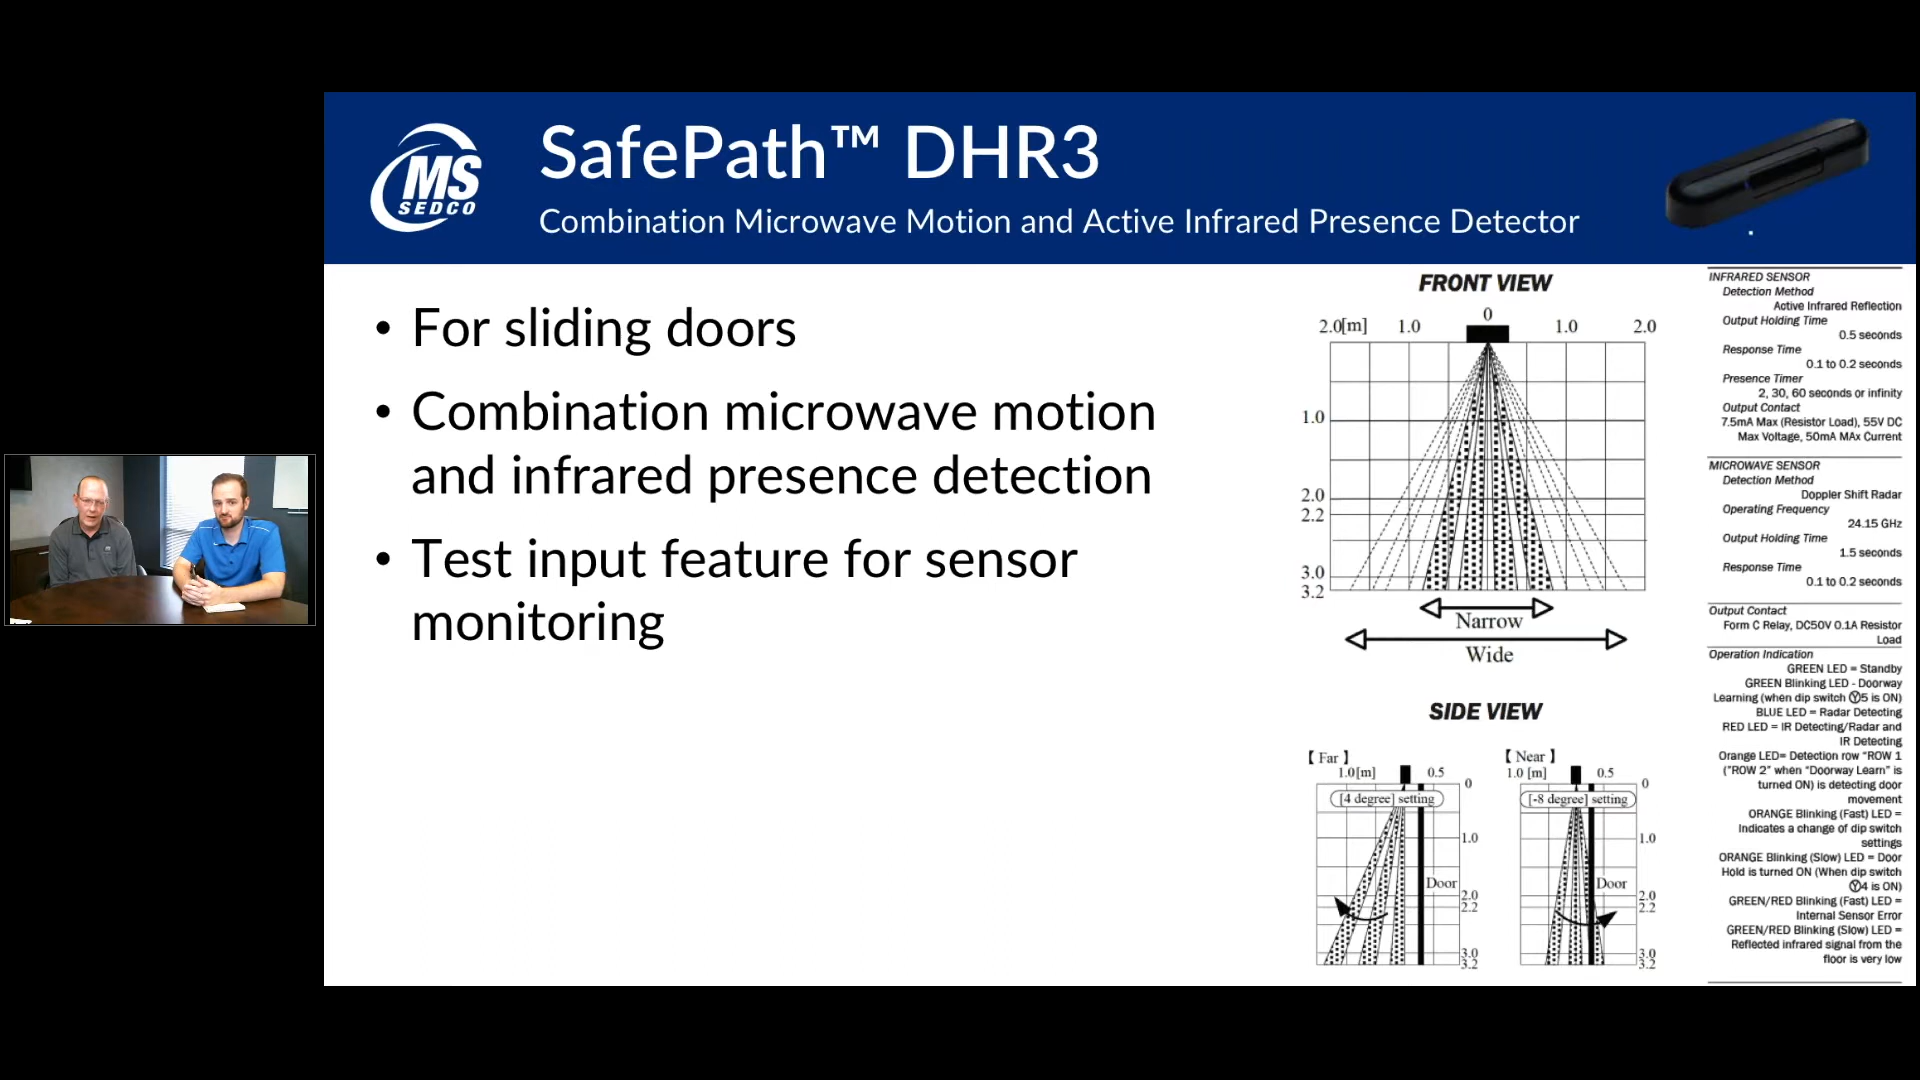 MS
SEDCO
SafePath™ DHR3
Combination Microwave Motion and Active Infrared Presence Detector
• For sliding doors
• Combination microwave motion
and infrared presence detection
• Test input feature for sensor
monitoring
FRONT VIEW
0
2.0[m] 1.0 1.0 2.0
1.0
2.0
2.2
3.0
3.2
Narrow
Wide
SIDE VIEW
【 Far 】
1.0[m] 0.5
0
[4 degree] setting
1.0
Door
2.0
2.2
3.0
3.2
【 Near 】
1.0 [m] 0.5
0
[-8 degree] setting
1.0
Door
2.0
2.2
3.0
3.2
INFRARED SENSOR
Detection Method
Active Infrared Reflection
Output Holding Time
0.5 seconds
Response Time
0.1 to 0.2 seconds
Presence Timer
2, 30, 60 seconds or infinity
Output Contact
7.5mA Max (Resistor Load), 55V DC
Max Voltage, 50mA MAx Current
MICROWAVE SENSOR
Detection Method
Doppler Shift Radar
Operating Frequency
24.15 GHz
Output Holding Time
1.5 seconds
Response Time
0.1 to 0.2 seconds
Output Contact
Form C Relay, DC50V 0.1A Resistor
Load
Operation Indication
GREEN LED = Standby
GREEN Blinking LED - Doorway
Learning (when dip switch Ⓨ5 is ON)
BLUE LED = Radar Detecting
RED LED = IR Detecting/Radar and
IR Detecting
Orange LED= Detection row "ROW 1
("ROW 2" when "Doorway Learn" is
turned ON) is detecting door
movement
ORANGE Blinking (Fast) LED =
Indicates a change of dip switch
settings
ORANGE Blinking (Slow) LED = Door
Hold is turned ON (When dip switch
Ⓨ4 is ON)
GREEN/RED Blinking (Fast) LED =
Internal Sensor Error
GREEN/RED Blinking (Slow) LED =
Reflected infrared signal from the
floor is very low